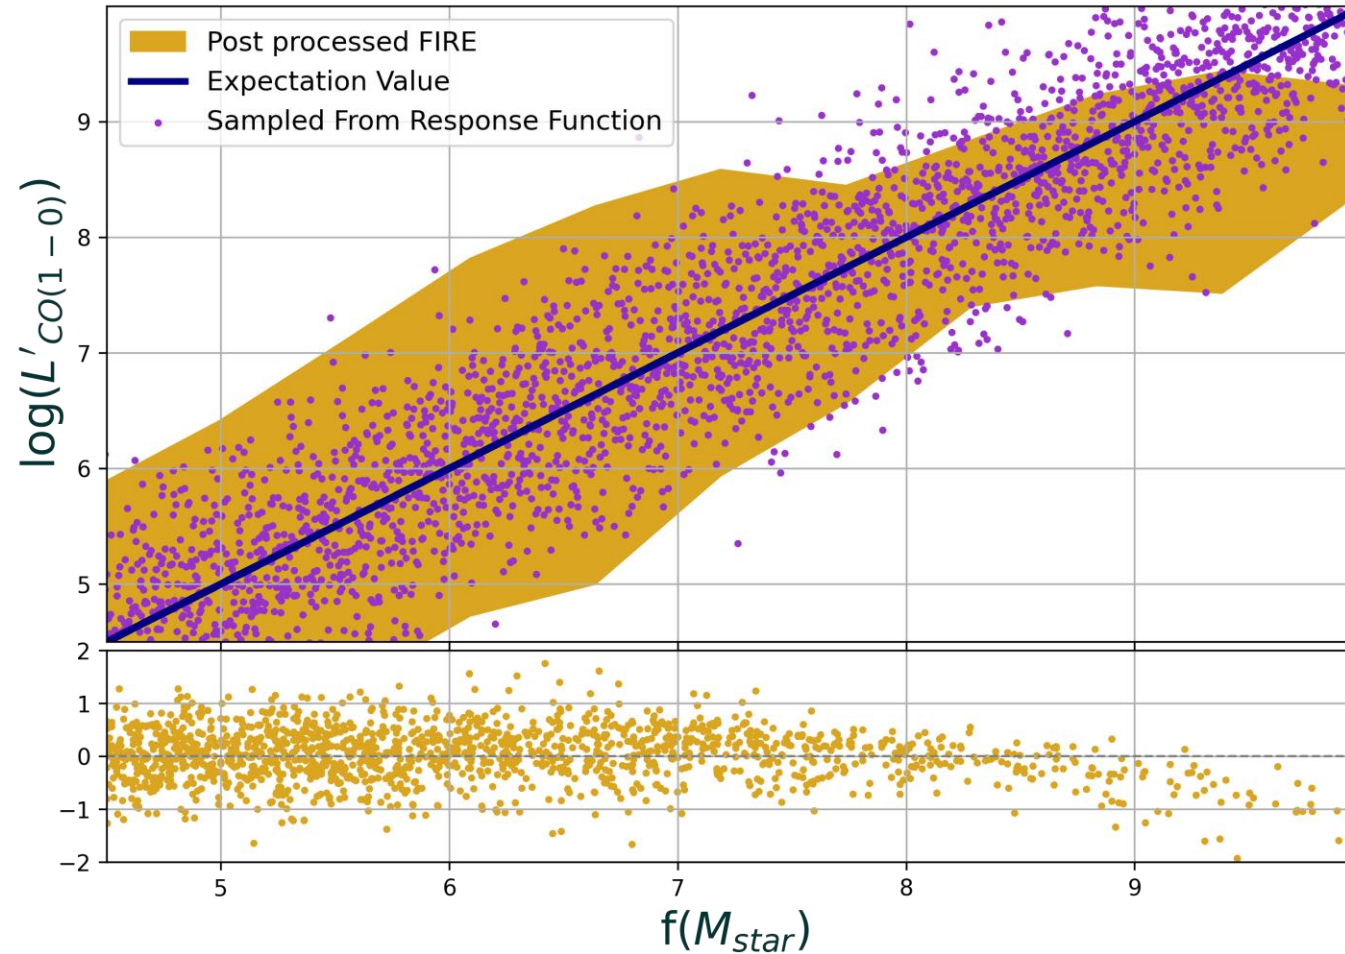 Post processed FIRE
Expectation Value
Sampled From Response Function
log(L′CO(1−0))
9
8
7
6
5
2
1
0
−1
−2
5 6 7 8 9
f(Mstar)